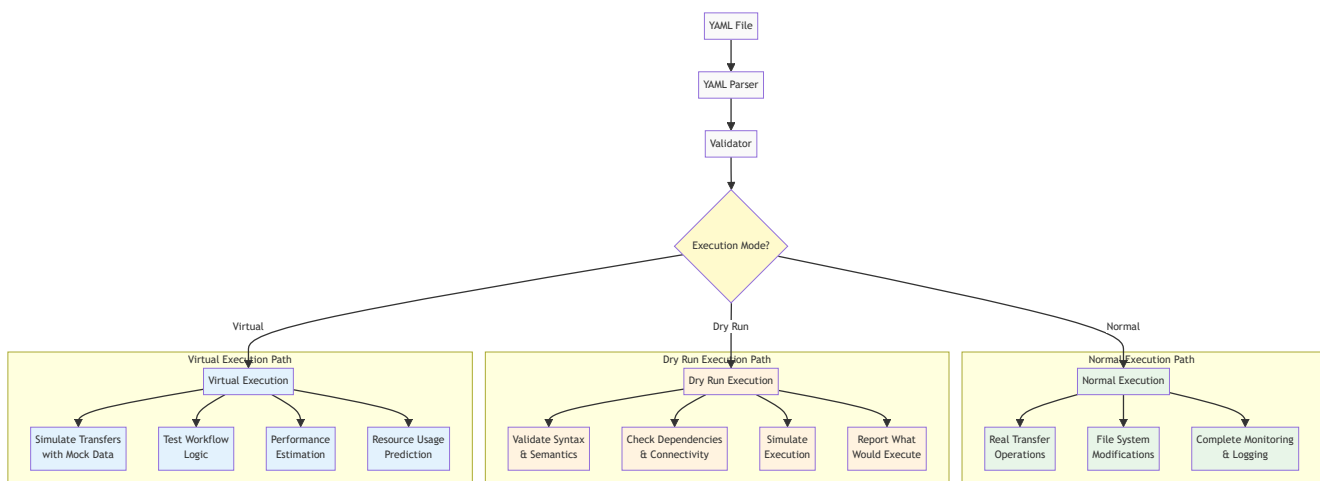 YAML File
YAML Parser
Validator
Execution Mode?
Virtual
Dry Run
Normal
Virtual Execution Path
Virtual Execution
Simulate Transfers
with Mock Data
Test Workflow
Logic
Performance
Estimation
Resource Usage
Prediction
Dry Run Execution Path
Dry Run Execution
Validate Syntax
& Semantics
Check Dependencies
& Connectivity
Simulate
Execution
Report What
Would Execute
Normal Execution Path
Normal Execution
Real Transfer
Operations
File System
Modifications
Complete Monitoring
& Logging